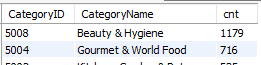 CategoryID CategoryName cnt
5008 Beauty & Hygiene 1179
5004 Gourmet & World Food 716